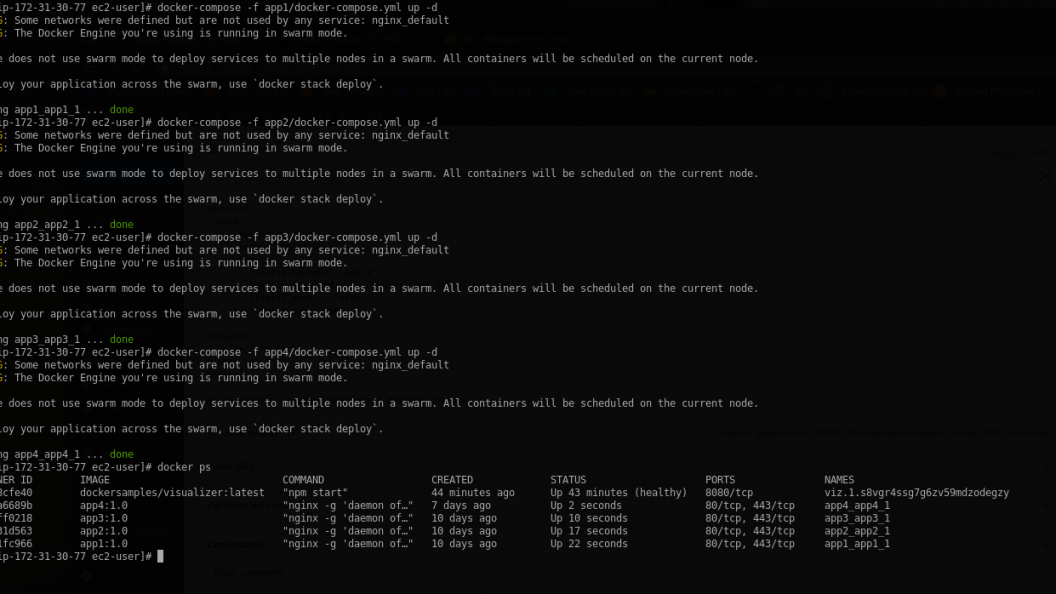 ip-172-31-30-77 ec2-user]# docker-compose -f app1/docker-compose.yml up -d
G: Some networks were defined but are not used by any service: nginx_default
G: The Docker Engine you're using is running in swarm mode.
e does not use swarm mode to deploy services to multiple nodes in a swarm. All containers will be scheduled on the current node.
loy your application across the swarm, use `docker stack deploy`.
ng app1_app1_1 ... done
ip-172-31-30-77 ec2-user]# docker-compose -f app2/docker-compose.yml up -d
G: Some networks were defined but are not used by any service: nginx_default
G: The Docker Engine you're using is running in swarm mode.
e does not use swarm mode to deploy services to multiple nodes in a swarm. All containers will be scheduled on the current node.
loy your application across the swarm, use `docker stack deploy`.
ng app2_app2_1 ... done
ip-172-31-30-77 ec2-user]# docker-compose -f app3/docker-compose.yml up -d
G: Some networks were defined but are not used by any service: nginx_default
G: The Docker Engine you're using is running in swarm mode.
e does not use swarm mode to deploy services to multiple nodes in a swarm. All containers will be scheduled on the current node.
loy your application across the swarm, use `docker stack deploy`.
ng app3_app3_1 ... done
ip-172-31-30-77 ec2-user]# docker-compose -f app4/docker-compose.yml up -d
G: Some networks were defined but are not used by any service: nginx_default
G: The Docker Engine you're using is running in swarm mode.
e does not use swarm mode to deploy services to multiple nodes in a swarm. All containers will be scheduled on the current node.
loy your application across the swarm, use `docker stack deploy`.
ng app4_app4_1 ... done
ip-172-31-30-77 ec2-user]# docker ps
NER ID IMAGE COMMAND CREATED STATUS PORTS NAMES
8cfe40 dockersamples/visualizer:latest "npm start" 44 minutes ago Up 43 minutes (healthy) 8080/tcp viz.1.s8vgr4ssg7g6zv59mdzodegzy
a6689b app4:1.0 "nginx -g 'daemon of…" 7 days ago Up 2 seconds 80/tcp, 443/tcp app4_app4_1
ff0218 app3:1.0 "nginx -g 'daemon of…" 10 days ago Up 10 seconds 80/tcp, 443/tcp app3_app3_1
31d563 app2:1.0 "nginx -g 'daemon of…" 10 days ago Up 17 seconds 80/tcp, 443/tcp app2_app2_1
1fc966 app1:1.0 "nginx -g 'daemon of…" 10 days ago Up 22 seconds 80/tcp, 443/tcp app1_app1_1
ip-172-31-30-77 ec2-user]#